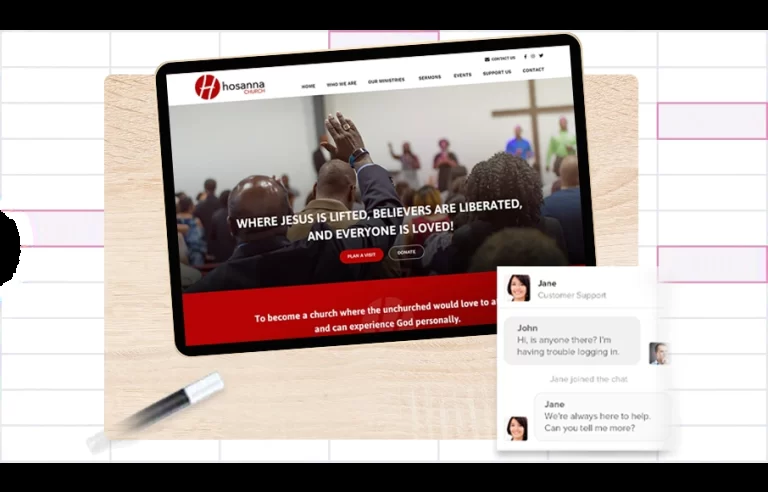 CONTACT US
hosanna
CHURCH
HOME WHO WE ARE OUR MINISTRIES SERMONS EVENTS SUPPORT US CONTACT
WHERE JESUS IS LIFTED, BELIEVERS ARE LIBERATED,
AND EVERYONE IS LOVED!
PLAN A VISIT DONATE
To become a church where the unchurched would love to
and can experience God personally.
Jane
Customer Support
John
Hi, is anyone there? I'm
having trouble logging in.
Jane joined the chat
Jane
We're always here to help.
Can you tell me more?